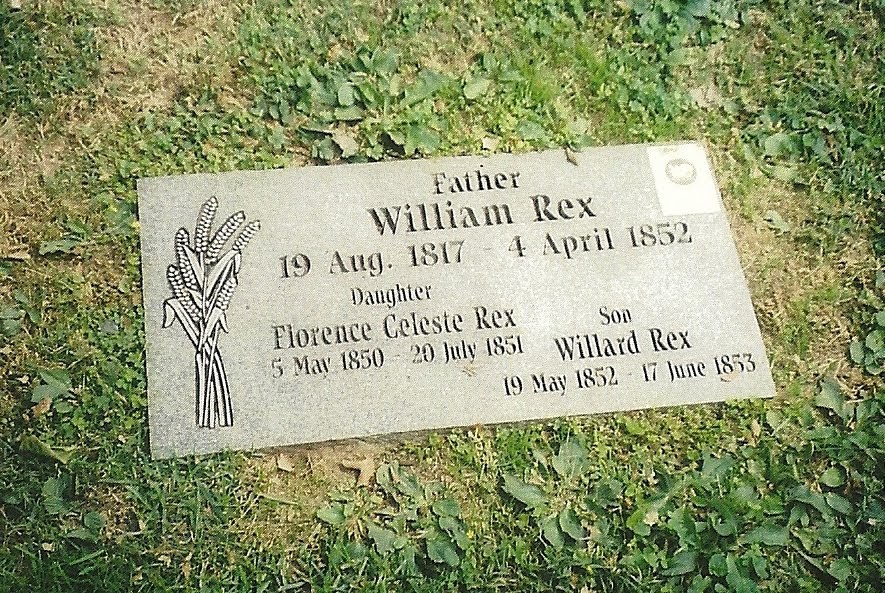 Father
William Rex
19 Aug. 1817 - 4 April 1852
Daughter
Florence Celeste Rex
5 May 1850 - 20 July 1851
Son
Willard Rex
19 May 1852 - 17 June 1853